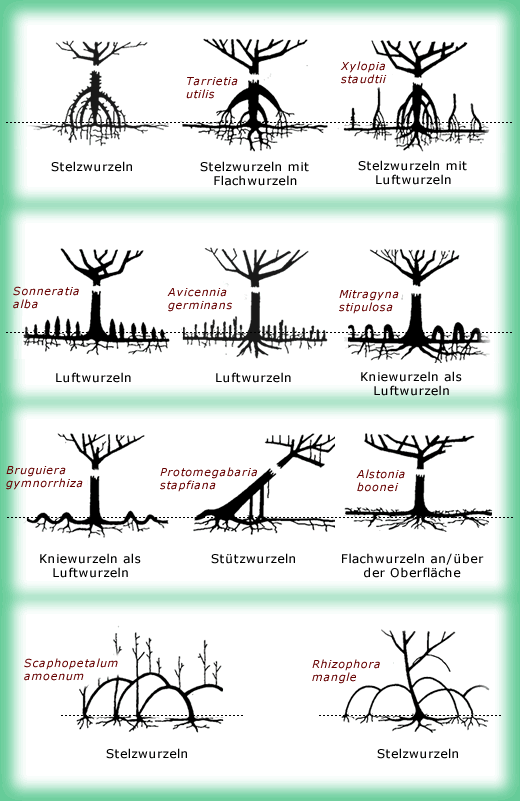 Stelzwurzeln
Tarrietia
utilis
Stelzwurzeln mit
Flachwurzeln
Xylopia
staudtii
Stelzwurzeln mit
Luftwurzeln
Sonneratia
alba
Luftwurzeln
Avicennia
germinans
Luftwurzeln
Mitragyna
stipulosa
Kniewurzeln als
Luftwurzeln
Bruguiera
gymnorrhiza
Kniewurzeln als
Luftwurzeln
Protomegabaria
stapfiana
Stützwurzeln
Alstonia
boonei
Flachwurzeln an/über
der Oberfläche
Scaphopetalum
amoenum
Stelzwurzeln
Rhizophora
mangle
Stelzwurzeln